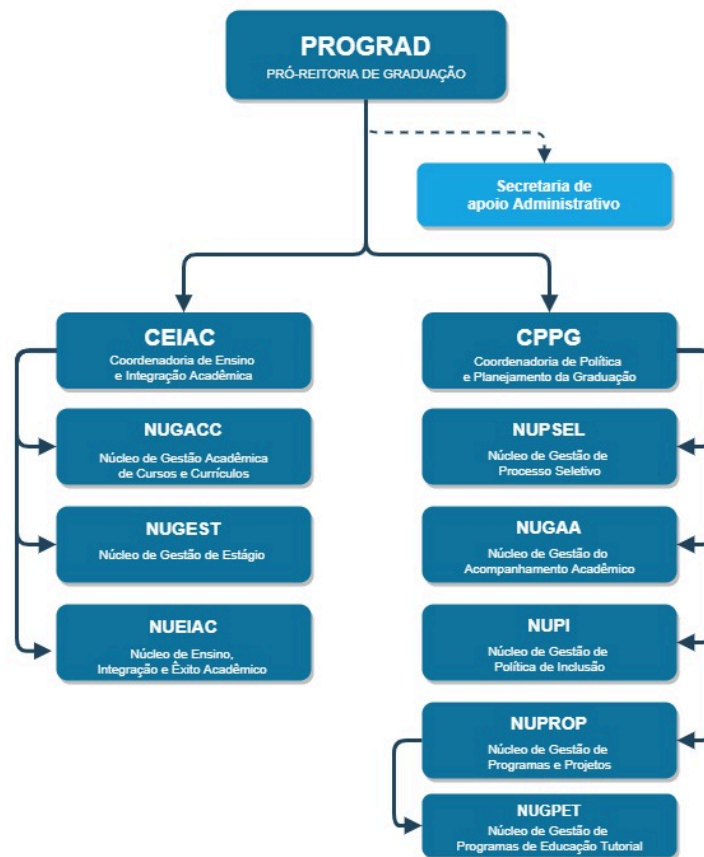 PROGRAD
PRÓ-REITORIA DE GRADUAÇÃO
Secretaria de
apoio Administrativo
CEIAC
Coordenadoria de Ensino
e Integração Acadêmica
NUGACC
Núcleo de Gestão Acadêmica
de Cursos e Currículos
NUGEST
Núcleo de Gestão de Estágio
NUEIAC
Núcleo de Ensino,
Integração e Êxito Acadêmico
CPPG
Coordenadoria de Política
e Planejamento da Graduação
NUPSEL
Núcleo de Gestão de
Processo Seletivo
NUGAA
Núcleo de Gestão do
Acompanhamento Acadêmico
NUPI
Núcleo de Gestão de
Política de Inclusão
NUPROP
Núcleo de Gestão de
Programas e Projetos
NUGPET
Núcleo de Gestão de
Programas de Educação Tutorial